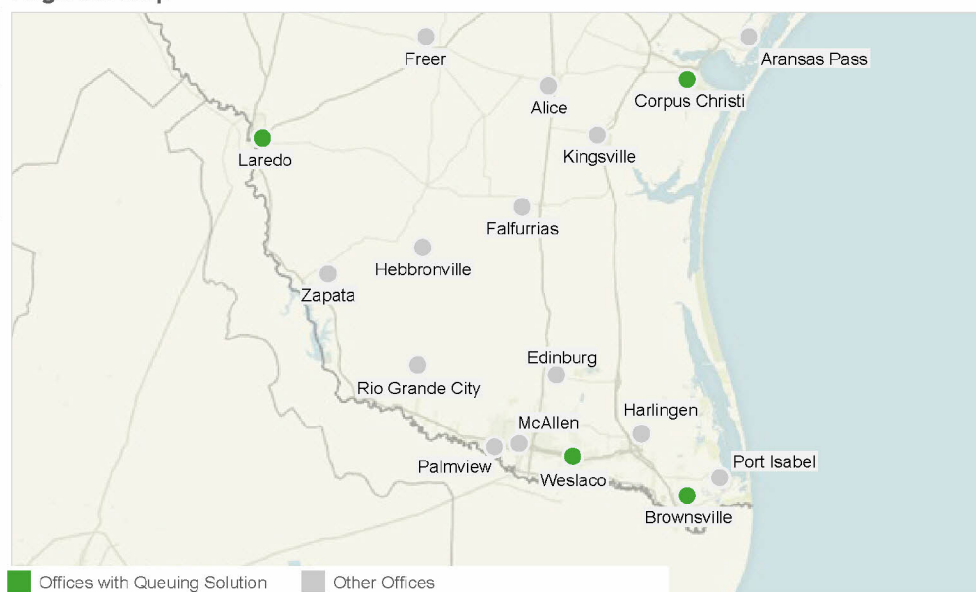 Freer
Aransas Pass
Alice
Corpus Christi
Kingsville
Laredo
Falfurrias
Hebbronville
Zapata
Edinburg
Rio Grande City
Harlingen
McAllen
Palmview
Port Isabel
Weslaco
Brownsville
Offices with Queuing Solution
Other Offices